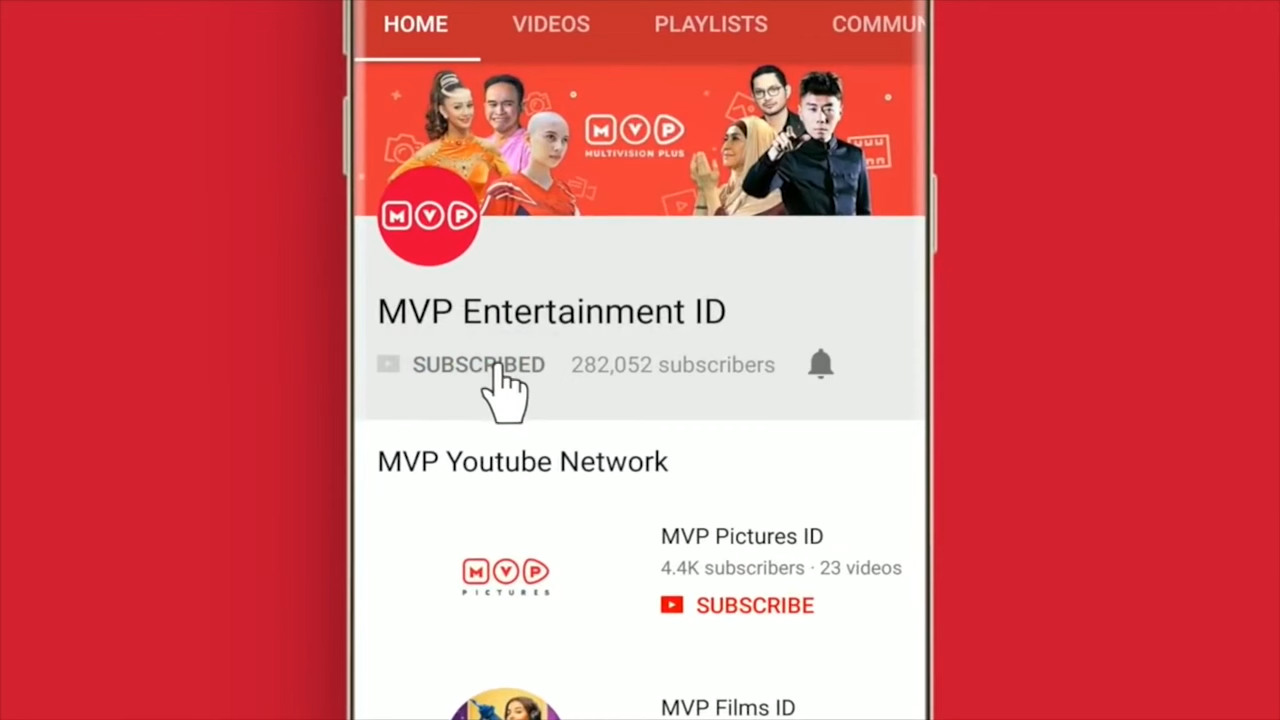 HOME VIDEOS PLAYLISTS COMMUN
MVP
MULTIVISION PLUS
MVP
MVP Entertainment ID
SUBSCRIBED 282,052 subscribers
MVP Youtube Network
MVP Pictures ID
4.4K subscribers · 23 videos
SUBSCRIBE
MVP
PICTURES
MVP Films ID